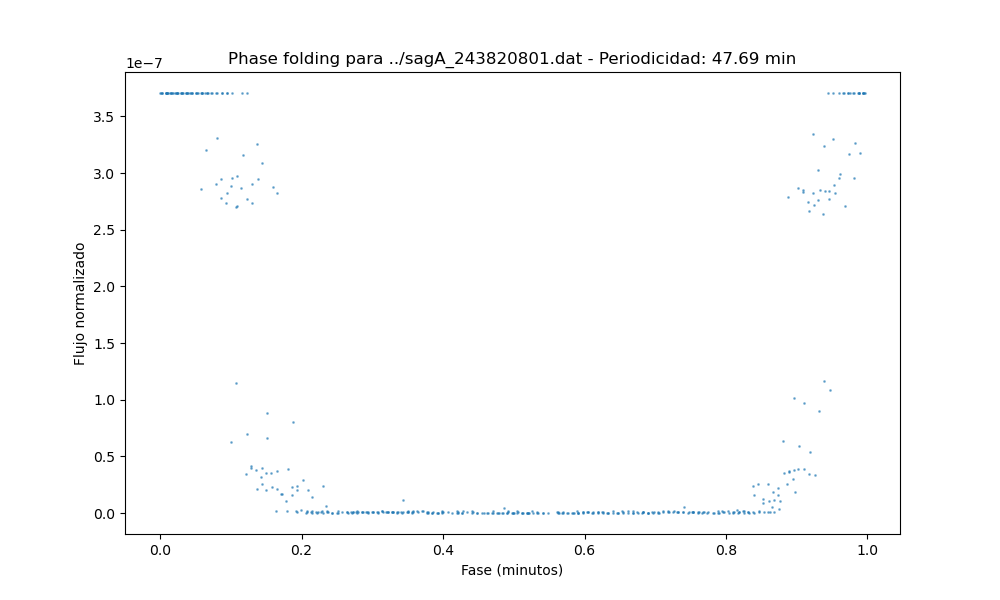 Phase folding para ../sagA_243820801.dat - Periodicidad: 47.69 min
1e−7
3.5
3.0
2.5
2.0
1.5
1.0
0.5
0.0
Flujo normalizado
0.0 0.2 0.4 0.6 0.8 1.0
Fase (minutos)